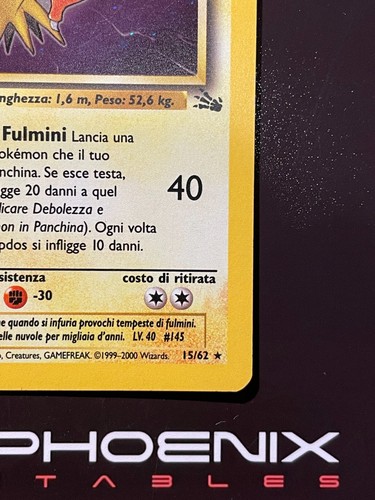 nghezza: 1,6 m, Peso: 52,6 kg.
Fulmini Lancia una
okémon che il tuo
nchina. Se esce testa,
gge 20 danni a quel
licare Debolezza e
on in Panchina). Ogni volta
pdos si infligge 10 danni.
40
sistenza
costo di ritirata
-30
e quando si infuria provochi tempeste di fulmini.
elle nuvole per migliaia d'anni. LV. 40 #145
, Creatures, GAMEFREAK. ©1999-2000 Wizards. 15/62 ★
PHOENIX
TABLES